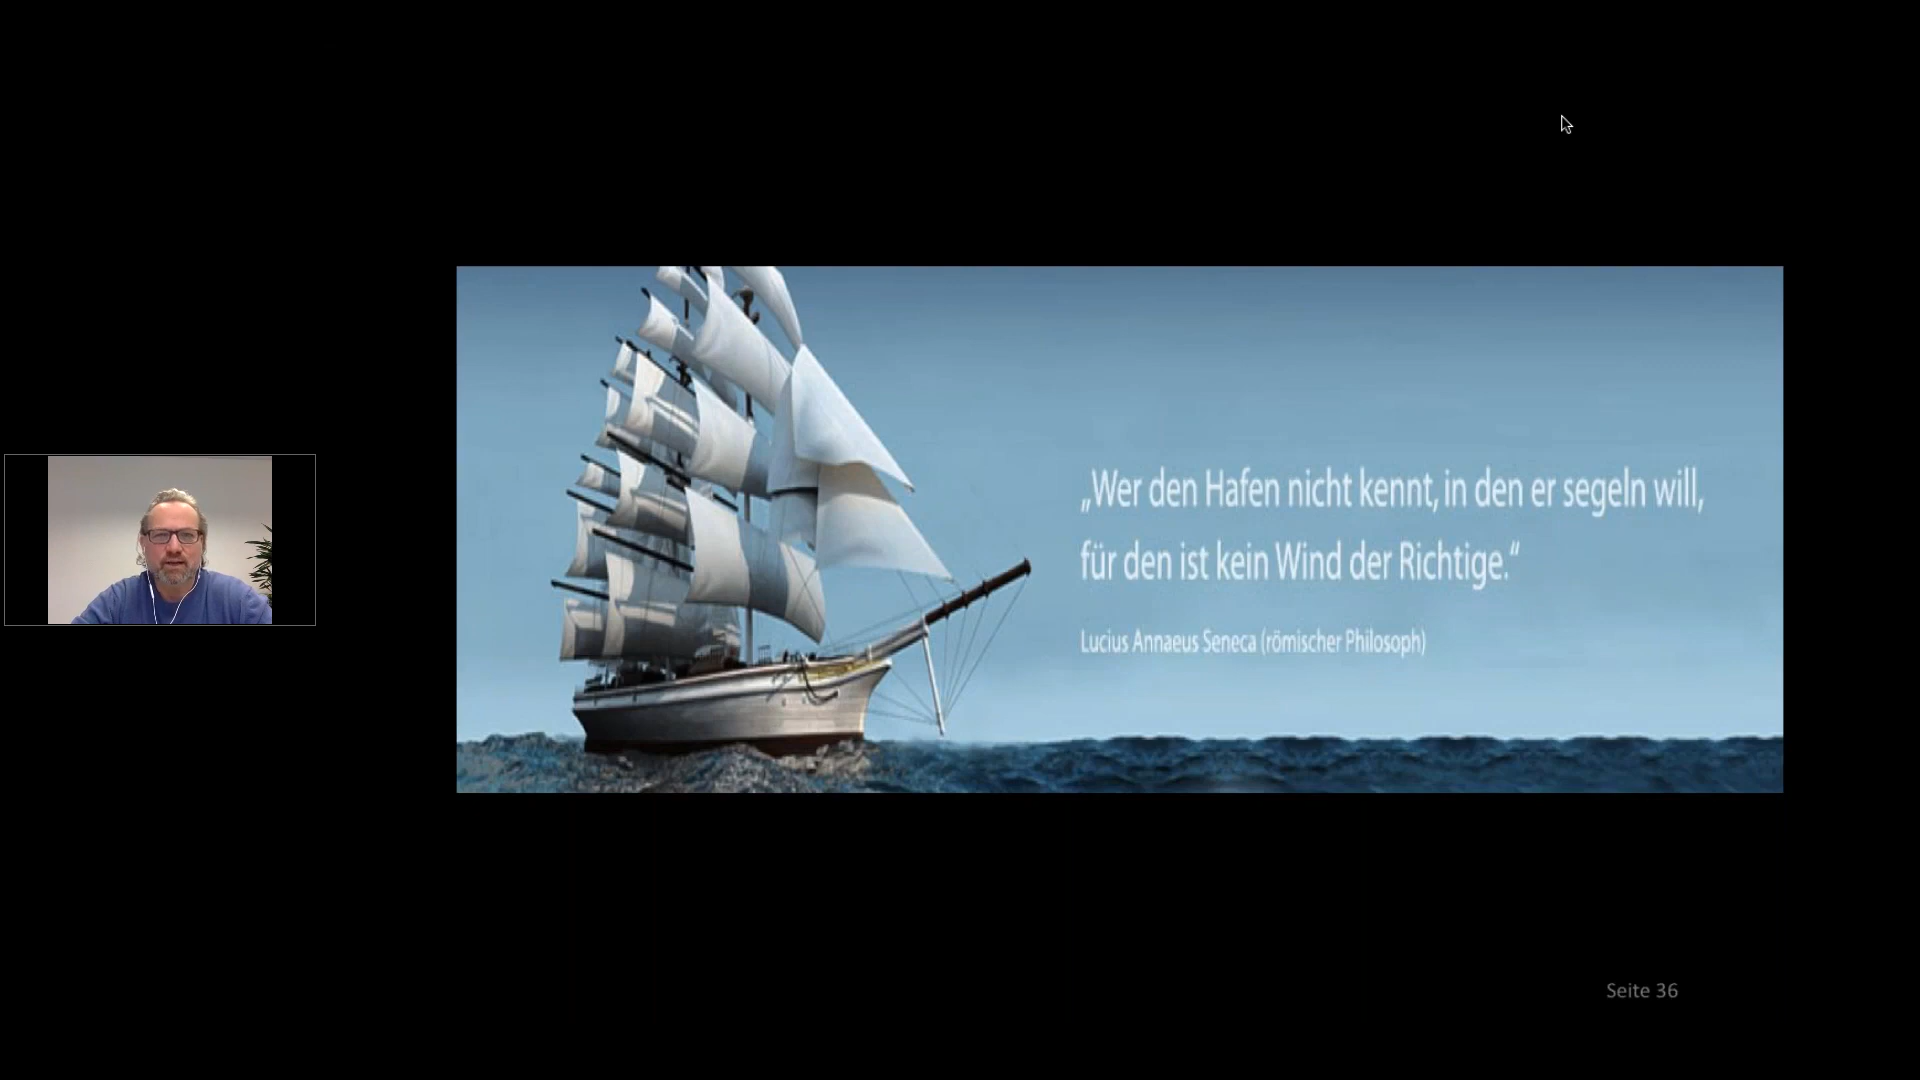 „Wer den Hafen nicht kennt, in den er segeln will,
für den ist kein Wind der Richtige.“
Lucius Annaeus Seneca (römischer Philosoph)
Seite 36